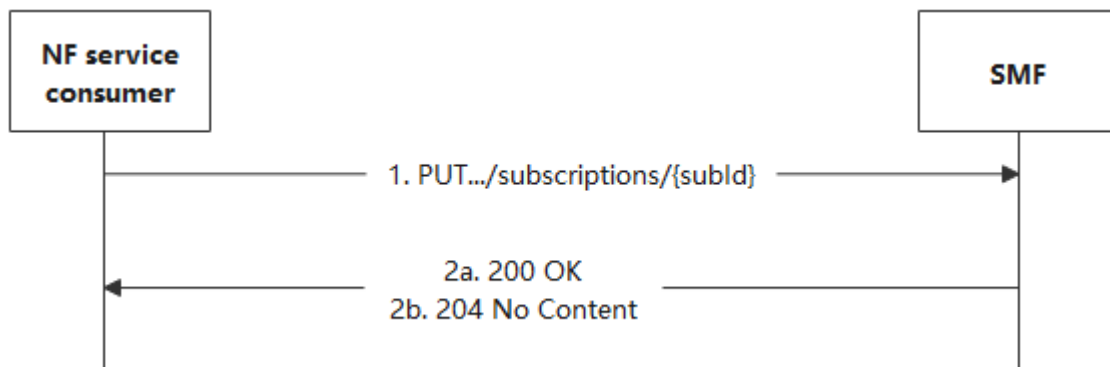 NF service
consumer
SMF
1. PUT.../subscriptions/{subId}
2a. 200 OK
2b. 204 No Content